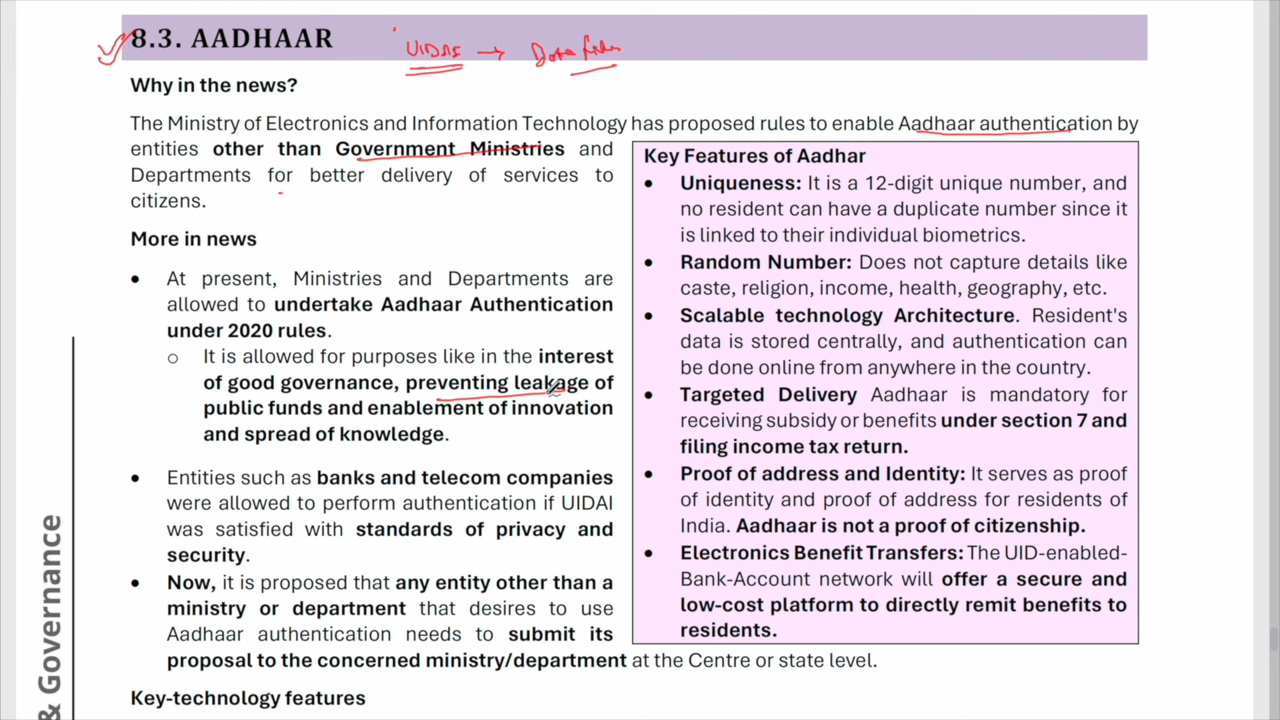 8.3. AADHAAR
UIDAI → Data
Why in the news?
The Ministry of Electronics and Information Technology has proposed rules to enable Aadhaar authentication by
entities other than Government Ministries and
Departments for better delivery of services to
citizens.
More in news
• At present, Ministries and Departments are
allowed to undertake Aadhaar Authentication
under 2020 rules.
o It is allowed for purposes like in the interest
of good governance, preventing leakage of
public funds and enablement of innovation
and spread of knowledge.
• Entities such as banks and telecom companies
were allowed to perform authentication if UIDAI
was satisfied with standards of privacy and
security.
• Now, it is proposed that any entity other than a
ministry or department that desires to use
Aadhaar authentication needs to submit its
proposal to the concerned ministry/department at the Centre or state level.
Key Features of Aadhar
• Uniqueness: It is a 12-digit unique number, and
no resident can have a duplicate number since it
is linked to their individual biometrics.
• Random Number: Does not capture details like
caste, religion, income, health, geography, etc.
• Scalable technology Architecture. Resident's
data is stored centrally, and authentication can
be done online from anywhere in the country.
• Targeted Delivery Aadhaar is mandatory for
receiving subsidy or benefits under section 7 and
filing income tax return.
• Proof of address and Identity: It serves as proof
of identity and proof of address for residents of
India. Aadhaar is not a proof of citizenship.
• Electronics Benefit Transfers: The UID-enabled-
Bank-Account network will offer a secure and
low-cost platform to directly remit benefits to
residents.
Key-technology features
& Governance